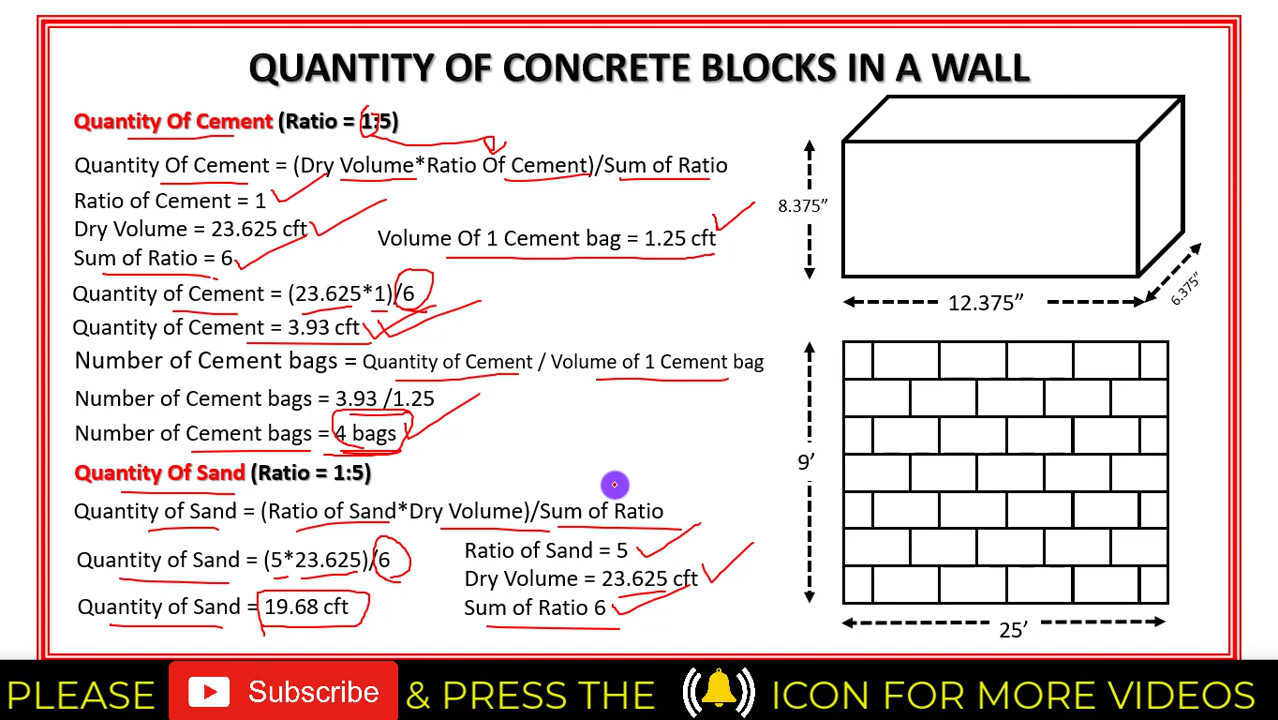 QUANTITY OF CONCRETE BLOCKS IN A WALL
Quantity Of Cement (Ratio = 1:5)
Quantity Of Cement = (Dry Volume*Ratio Of Cement)/Sum of Ratio
Ratio of Cement = 1
Dry Volume = 23.625 cft
Volume Of 1 Cement bag = 1.25 cft
Sum of Ratio = 6
Quantity of Cement = (23.625*1)/6
Quantity of Cement = 3.93 cft
Number of Cement bags = Quantity of Cement / Volume of 1 Cement bag
Number of Cement bags = 3.93 /1.25
Number of Cement bags = 4 bags
Quantity Of Sand (Ratio = 1:5)
Quantity of Sand = (Ratio of Sand*Dry Volume)/Sum of Ratio
Quantity of Sand = (5*23.625)/6
Quantity of Sand = 19.68 cft
Ratio of Sand = 5
Dry Volume = 23.625 cft
Sum of Ratio 6
8.375”
12.375”
6.375”
9’
25’
PLEASE Subscribe & PRESS THE ICON FOR MORE VIDEOS